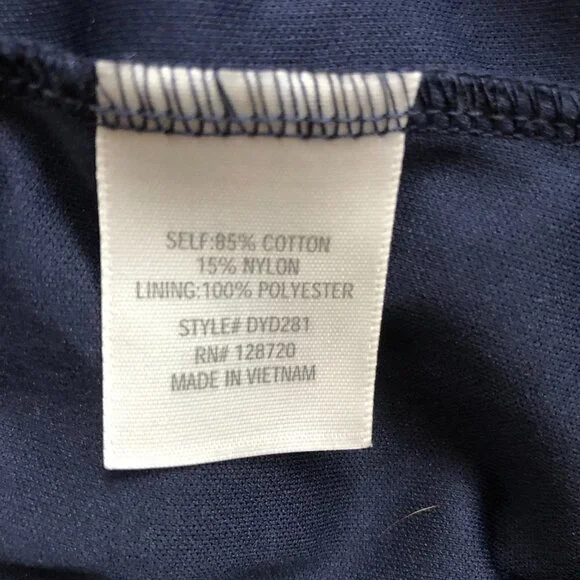 SELF:85% COTTON
15% NYLON
LINING:100% POLYESTER
STYLE# DYD281
RN# 128720
MADE IN VIETNAM